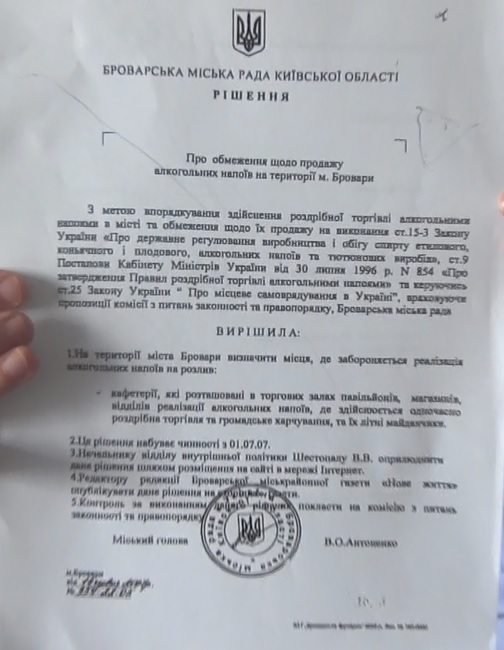 БРОВАРСЬКА МІСЬКА РАДА КИЇВСЬКОЇ ОБЛАСТІ
РІШЕННЯ
Про обмеження щодо продажу
алкогольних напоїв на території м. Бровари
З метою впорядкування здійснення роздрібної торгівлі алкогольними
напоями в місті та обмеження щодо їх продажу на виконання ст.15-3 Закону
України «Про державне регулювання виробництва і обігу спирту етилового,
коньячного і плодового, алкогольних напоїв та тютюнових виробів», ст.9
Постанови Кабінету Міністрів України від 30 липня 1996 р. N 854 «Про
затвердження Правил роздрібної торгівлі алкогольними напоями» та керуючись
ст.25 Закону України " Про місцеве самоврядування в Україні", враховуючи
пропозиції комісії з питань законності та правопорядку, Броварська міська рада
ВИРІШИЛА:
1.На території міста Бровари визначити місця, де забороняється реалізація
алкогольних напоїв на розлив:
- кафетерії, які розташовані в торгових залах павільйонів, магазинів,
відділів реалізації алкогольних напоїв, де здійснюється одночасно
роздрібна торгівля та громадське харчування, та їх літні майданчики.
2.Це рішення набуває чинності з 01.07.07.
3.Начальнику відділу внутрішньої політики Шестопалу В.В. оприлюднити
дане рішення шляхом розміщення на сайті в мережі Інтернет.
4.Редактору редакції Броварської міськрайонної газети «Нове життя»
опублікувати дане рішення на сторінках газети.
5.Контроль за виконанням рішення покласти на комісію з питань
законності та правопорядку
Міський голова В.О.Антоненко
м.Бровари
від
№